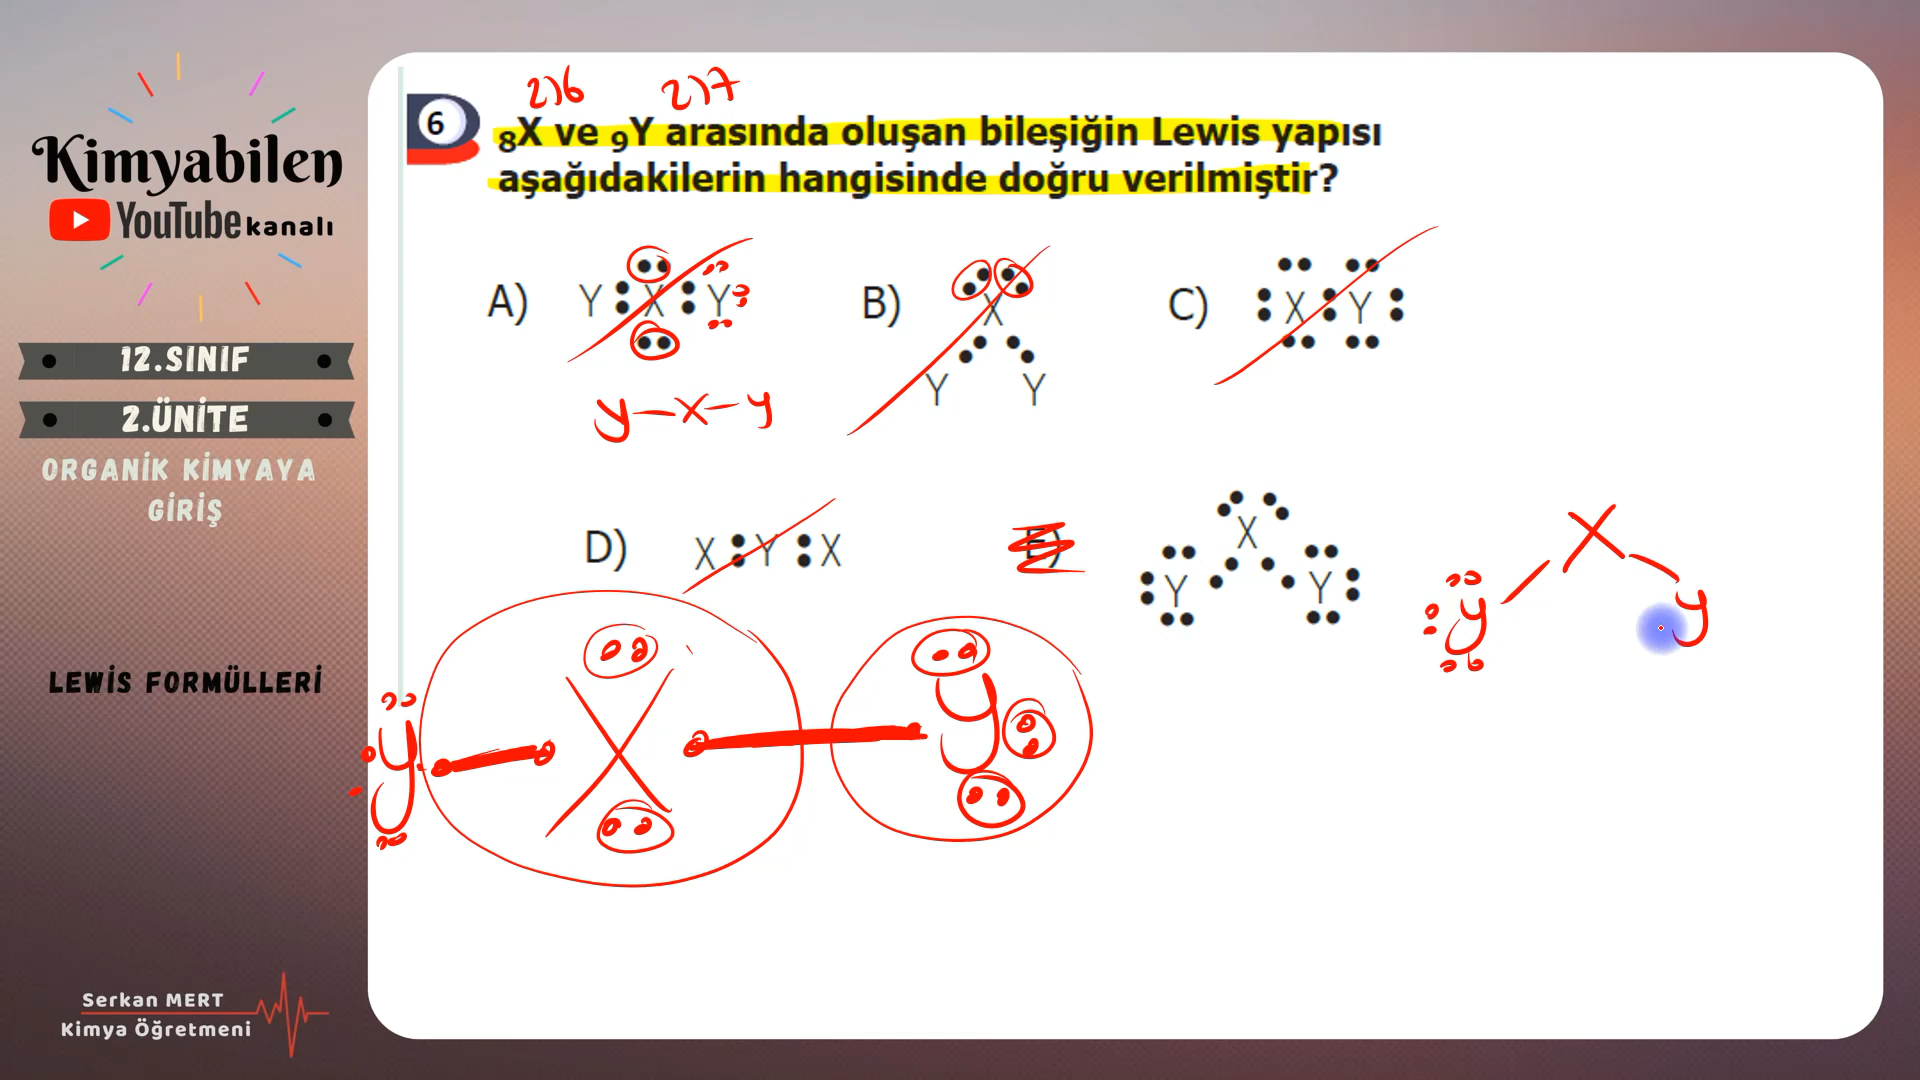 Kimyabilen
YouTube kanalı
12.SINIF
2.ÜNİTE
ORGANİK KİMYAYA
GİRİŞ
LEWİS FORMÜLLERİ
Serkan MERT
Kimya Öğretmeni
2)6 2)7
6
₈X ve ₉Y arasında oluşan bileşiğin Lewis yapısı
aşağıdakilerin hangisinde doğru verilmiştir?
A) Y : X : Y
B) X
Y Y
C) X : Y
y-x-y
D) X : Y : X
E) X
Y Y
X
y y
y X y